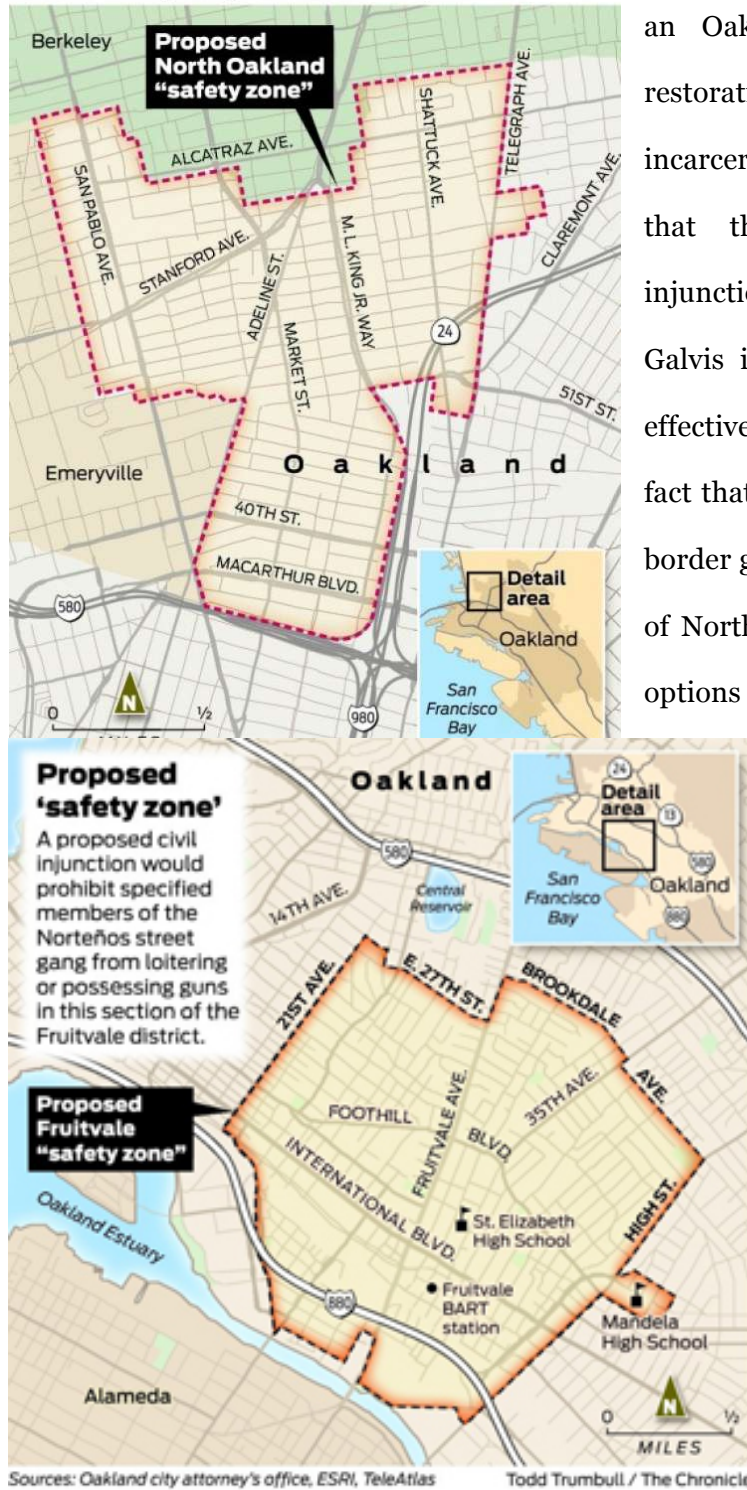 Berkeley
Proposed
North Oakland
“safety zone”
ALCATRAZ AVE.
SHATTUCK AVE.
TELEGRAPH AVE.
SAN PABLO AVE.
STANFORD AVE.
ADELINE ST.
MARKET ST.
M. L. KING JR. WAY
CLAREMONT AVE.
24
51ST ST.
Emeryville
Oakland
40TH ST.
MACARTHUR BLVD.
580
980
N
0 ½
Detail
area
Oakland
San
Francisco
Bay
an Oak
restorati
incarcer
that th
injunctio
Galvis i
effective
fact that
border g
of North
options
Proposed
‘safety zone’
A proposed civil
injunction would
prohibit specified
members of the
Norteños street
gang from loitering
or possessing guns
in this section of the
Fruitvale district.
Oakland
580
14TH AVE.
Central
Reservoir
24
Detail
area
13
580
San
Francisco
Bay
Oakland
880
21ST AVE.
E. 27TH ST.
BROOKDALE
AVE.
Proposed
Fruitvale
“safety zone”
FOOTHILL
BLVD.
FRUITVALE AVE.
35TH AVE.
INTERNATIONAL BLVD.
HIGH ST.
St. Elizabeth
High School
Oakland Estuary
880
Fruitvale
BART
station
Mandela
High School
Alameda
N
0 ½
MILES
Sources: Oakland city attorney’s office, ESRI, TeleAtlas
Todd Trumbull / The Chronicle